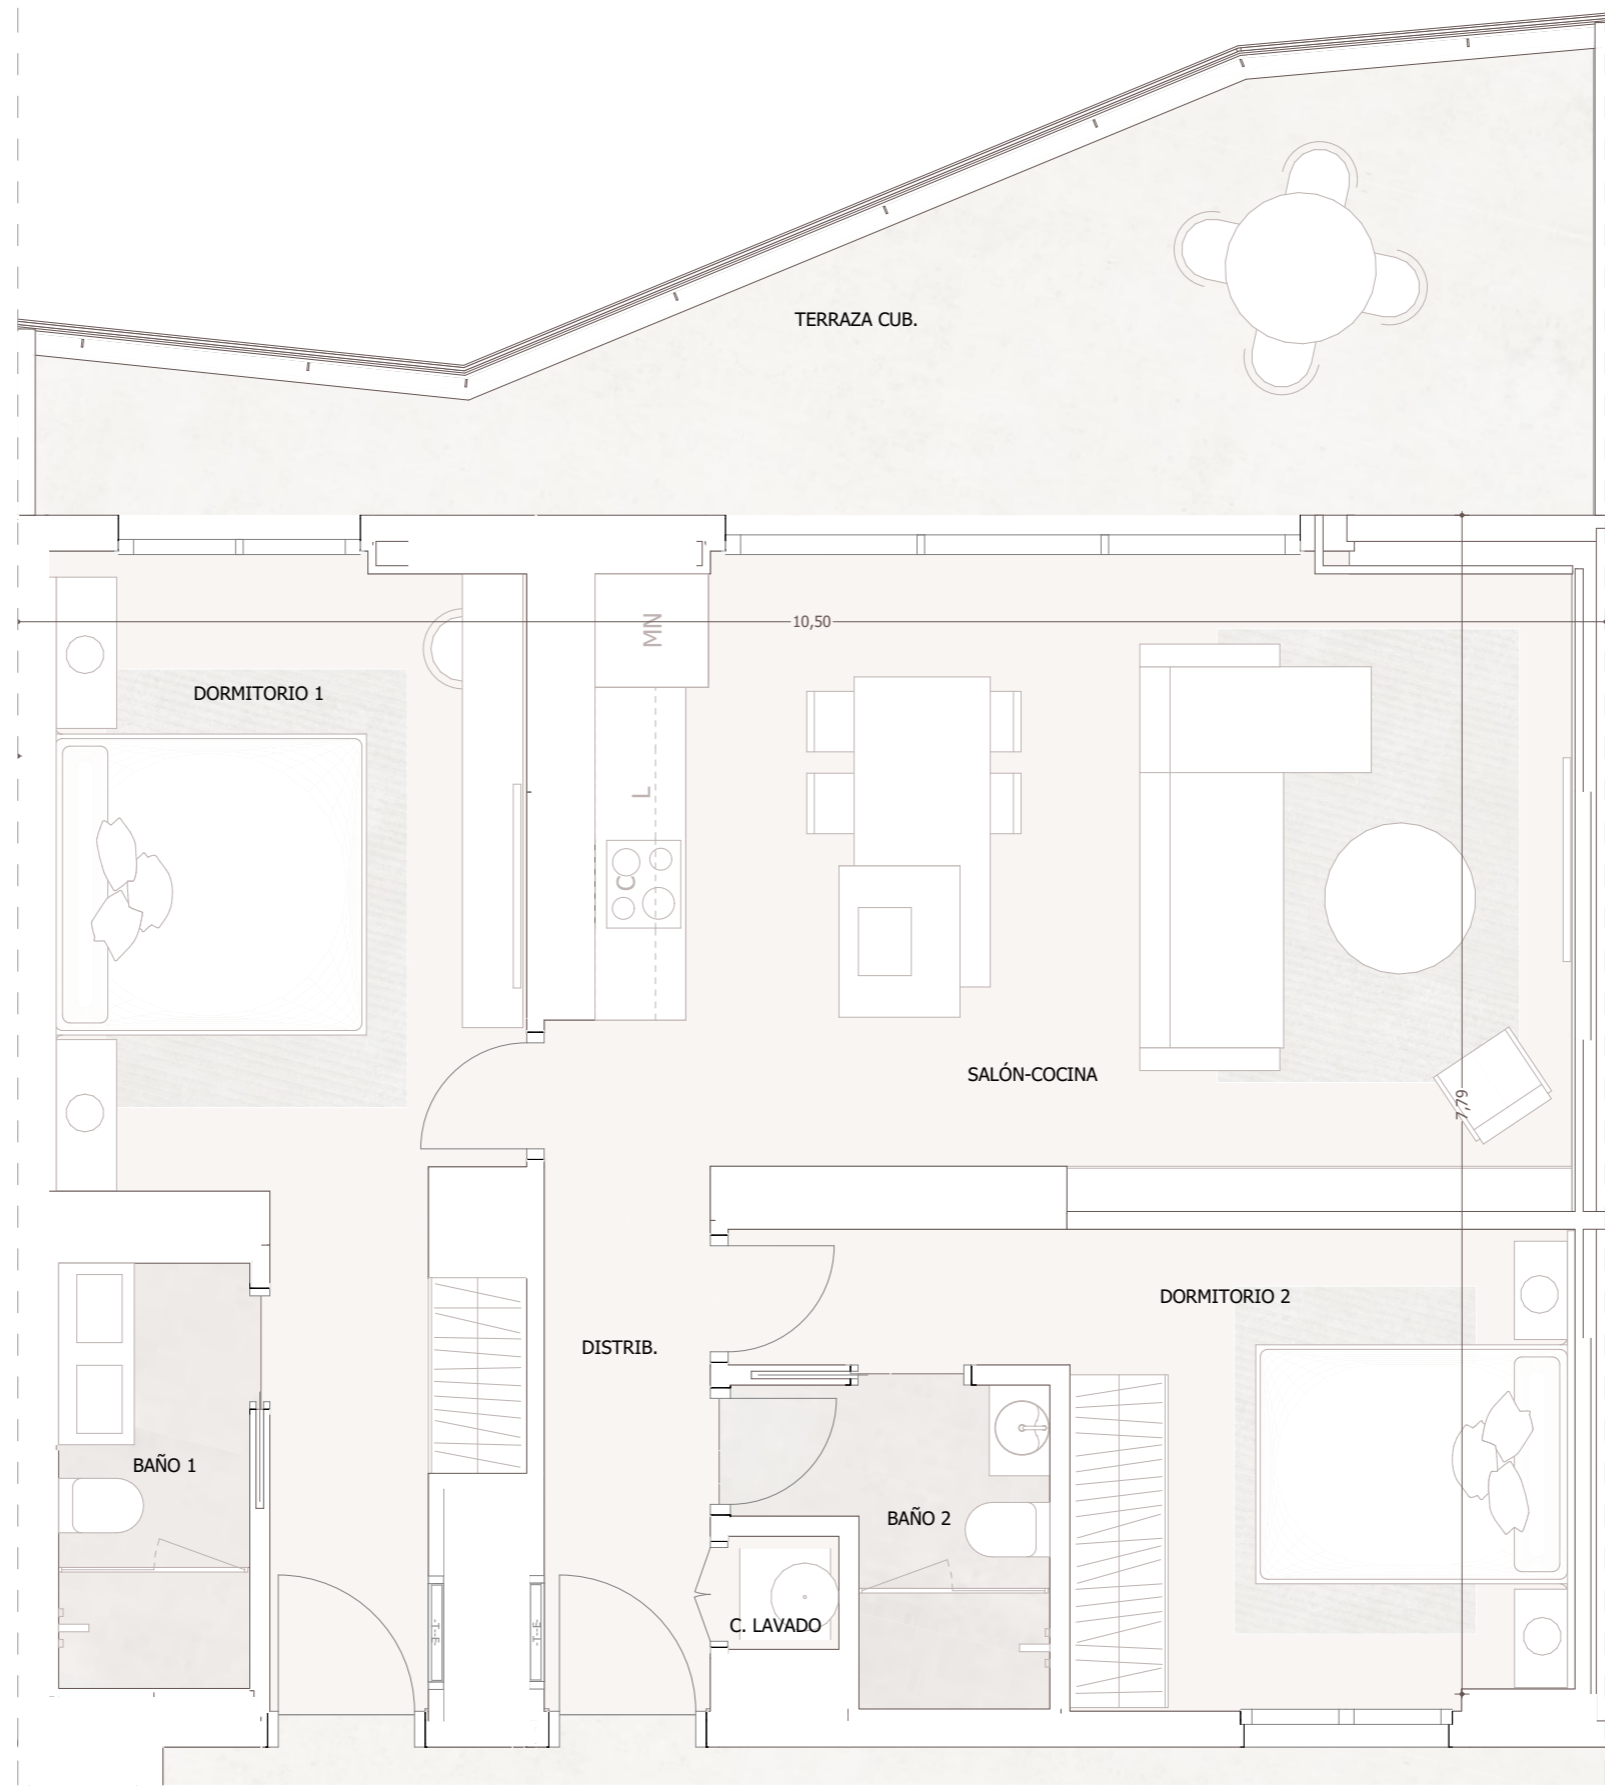 TERRAZA CUB.
10,50
MN
DORMITORIO 1
L
C
SALÓN-COCINA
7,79
DORMITORIO 2
DISTRIB.
BAÑO 1
BAÑO 2
C. LAVADO